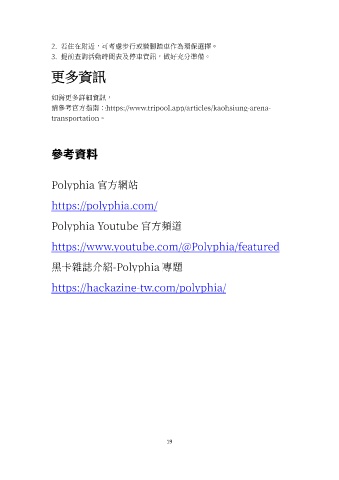 2. 若住在附近，可考慮步行或騎腳踏車作為環保選擇。
3. 提前查詢活動時間表及停車資訊，做好充分準備。
更多資訊
如需更多詳細資訊，
請參考官方指南：https://www.tripool.app/articles/kaohsiung-arena-
transportation。
參考資料
Polyphia 官方網站
https://polyphia.com/
Polyphia Youtube 官方頻道
https://www.youtube.com/@Polyphia/featured
黑卡雜誌介紹-Polyphia 專題
https://hackazine-tw.com/polyphia/
19